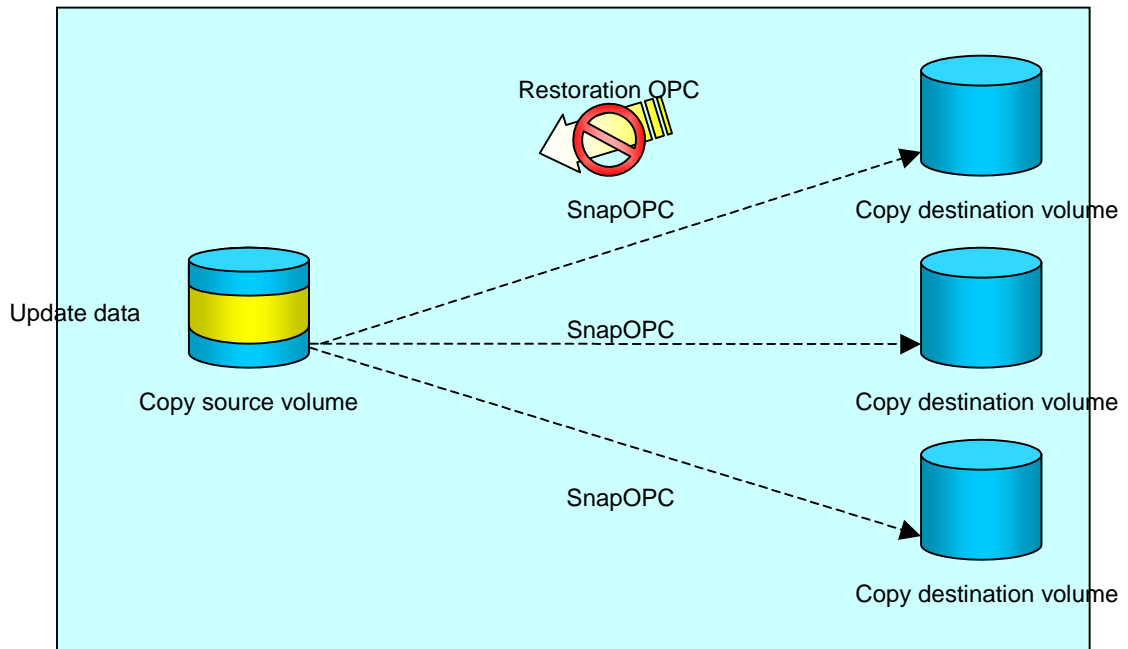 Restoration OPC
SnapOPC
Copy destination volume
Update data
SnapOPC
Copy source volume
Copy destination volume
SnapOPC
Copy destination volume